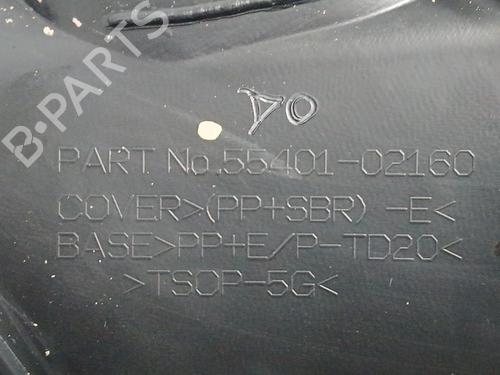 B·PARTS
PART No.55401-02160
COVER>(PP+SBR) -E<
BASE>PP+E/P-TD20<
>TSOP-5G<